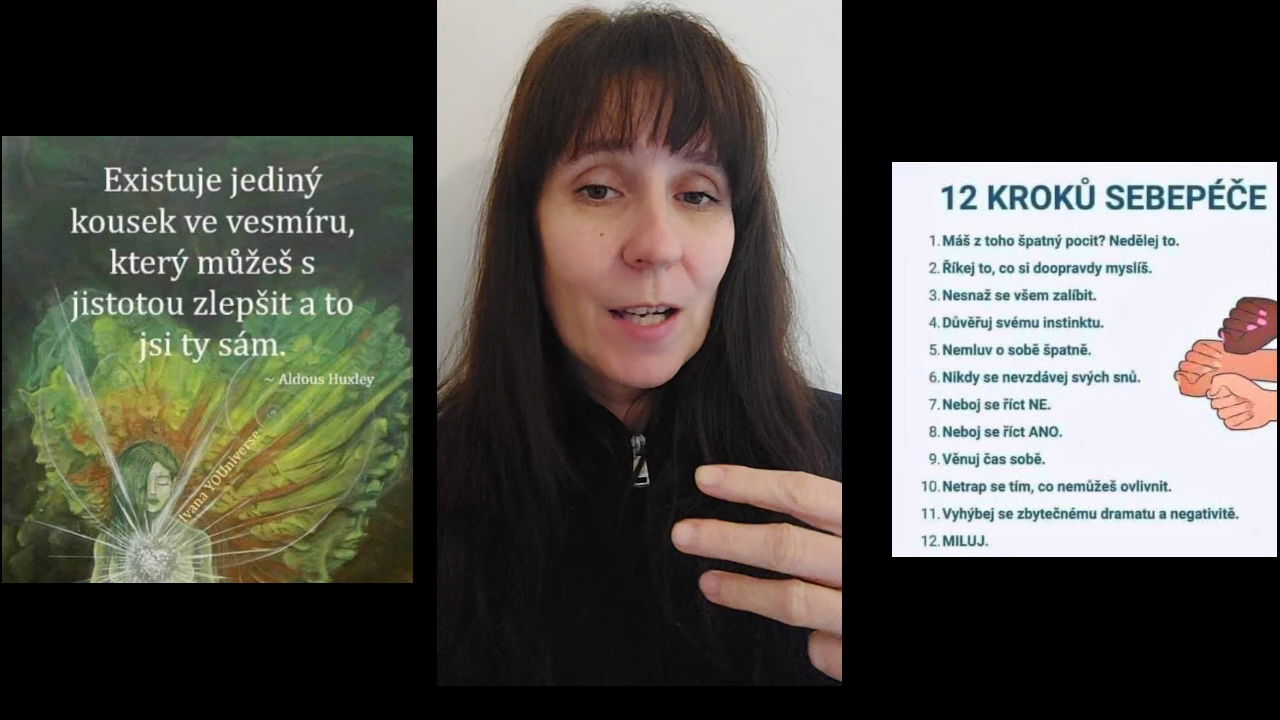 Existuje jediný
kousek ve vesmíru,
který můžeš s
jistotou zlepšit a to
jsi ty sám.
~ Aldous Huxley
Ivana YOUniverse
12 KROKŮ SEBEPÉČE
1. Máš z toho špatný pocit? Nedělej to.
2. Říkej to, co si doopravdy myslíš.
3. Nesnaž se všem zalíbit.
4. Důvěřuj svému instinktu.
5. Nemluv o sobě špatně.
6. Nikdy se nevzdávej svých snů.
7. Neboj se říct NE.
8. Neboj se říct ANO.
9. Věnuj čas sobě.
10. Netrap se tím, co nemůžeš ovlivnit.
11. Vyhýbej se zbytečnému dramatu a negativitě.
12. MILUJ.